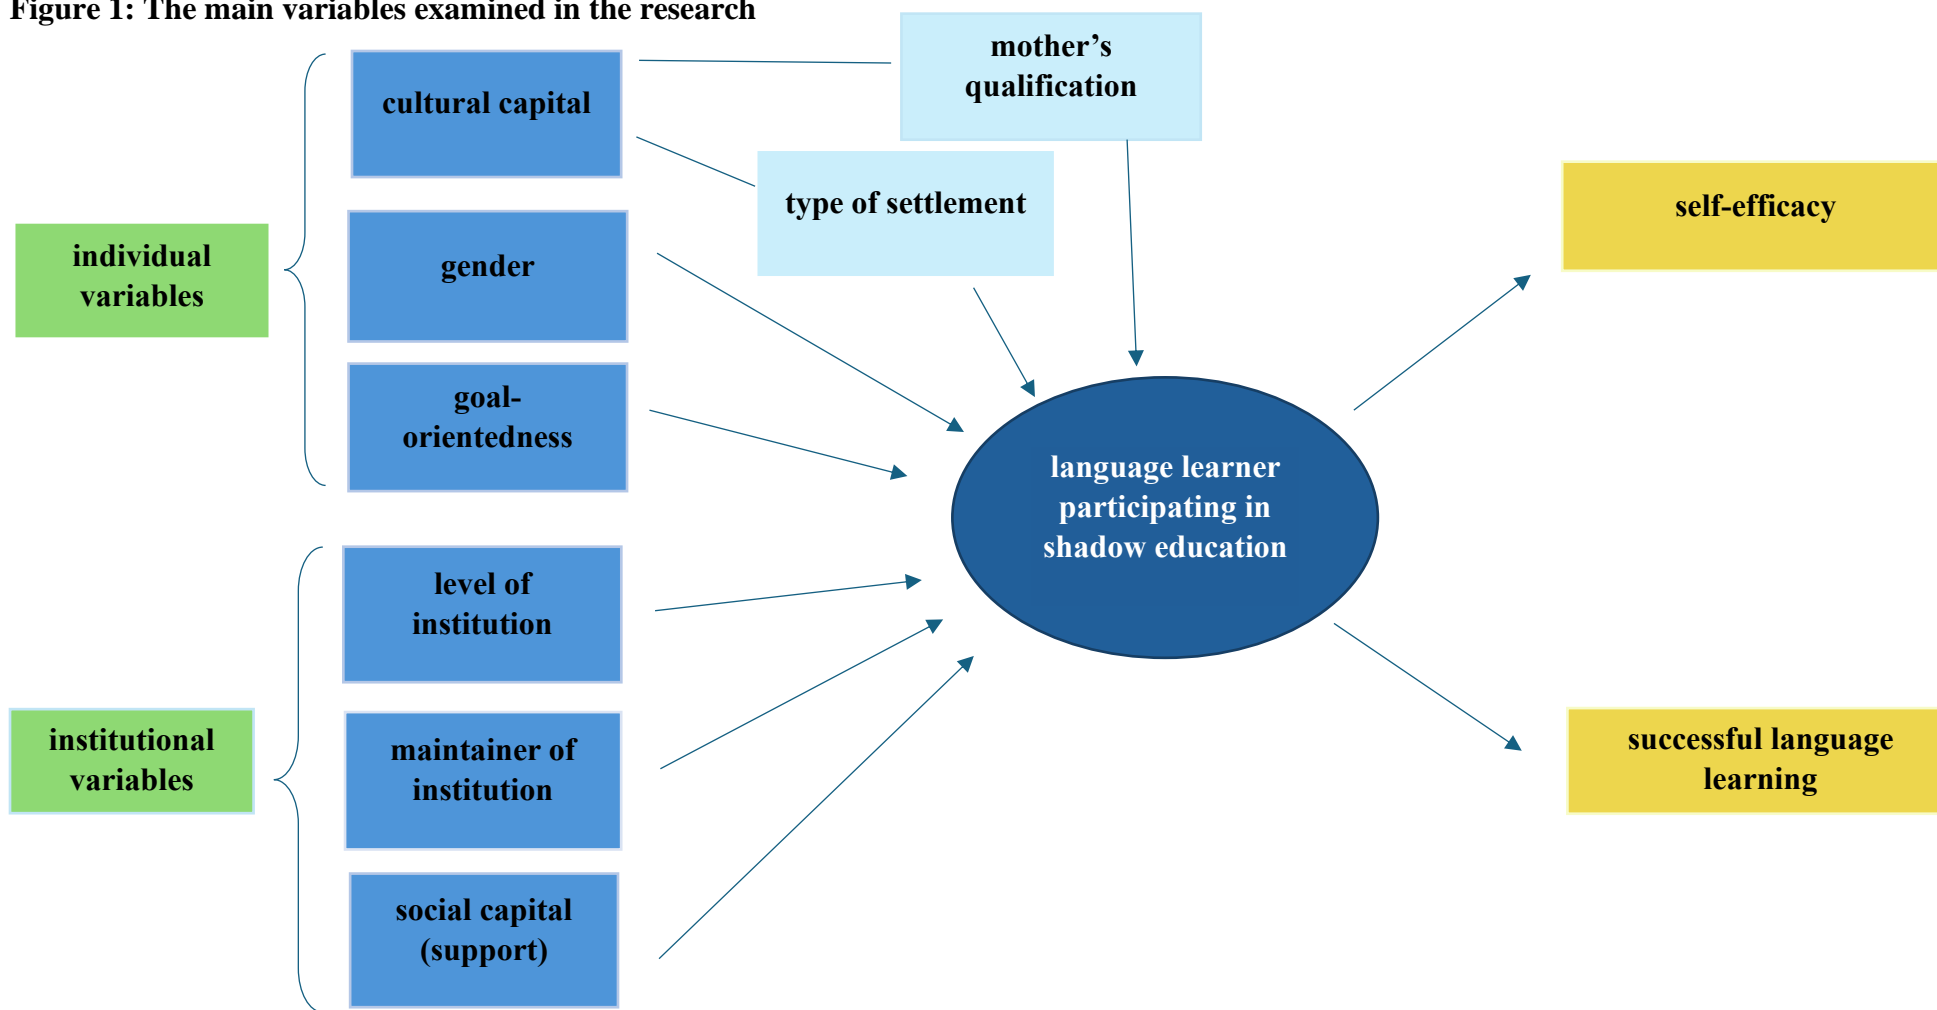 Figure 1: The main variables examined in the research
mother’s
qualification
cultural capital
type of settlement
self-efficacy
individual
variables
gender
goal-
orientedness
language learner
participating in
shadow education
level of
institution
institutional
variables
maintainer of
institution
successful language
learning
social capital
(support)